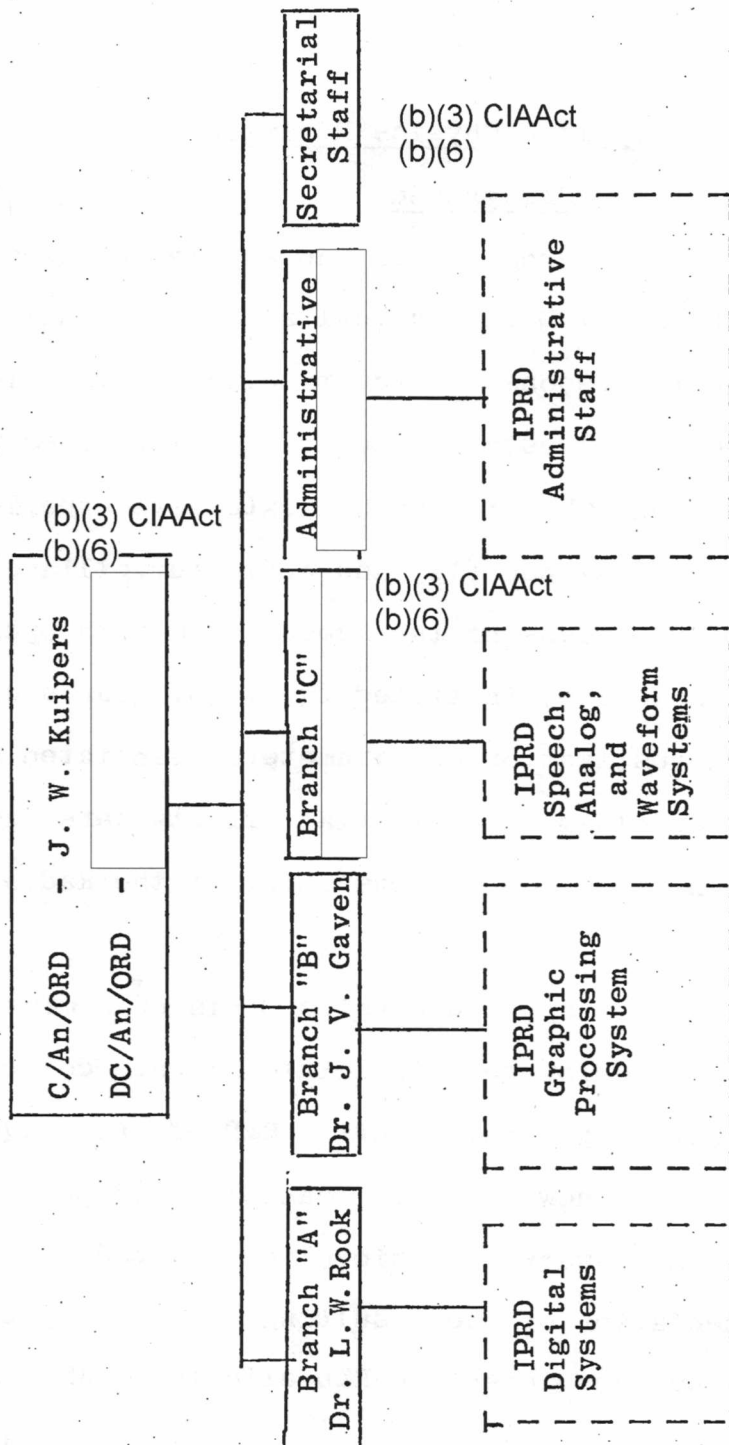 C/An/ORD - J. W. Kuipers
DC/An/ORD -
(b)(3) CIAAct
(b)(6)
Branch "A"
Dr. L. W. Rook
Branch "B"
Dr. J. V. Gaven
Branch "C"
(b)(3) CIAAct
(b)(6)
Administrative
Secretarial
Staff
(b)(3) CIAAct
(b)(6)
IPRD
Digital
Systems
IPRD
Graphic
Processing
System
IPRD
Speech,
Analog,
and
Waveform
Systems
IPRD
Administrative
Staff